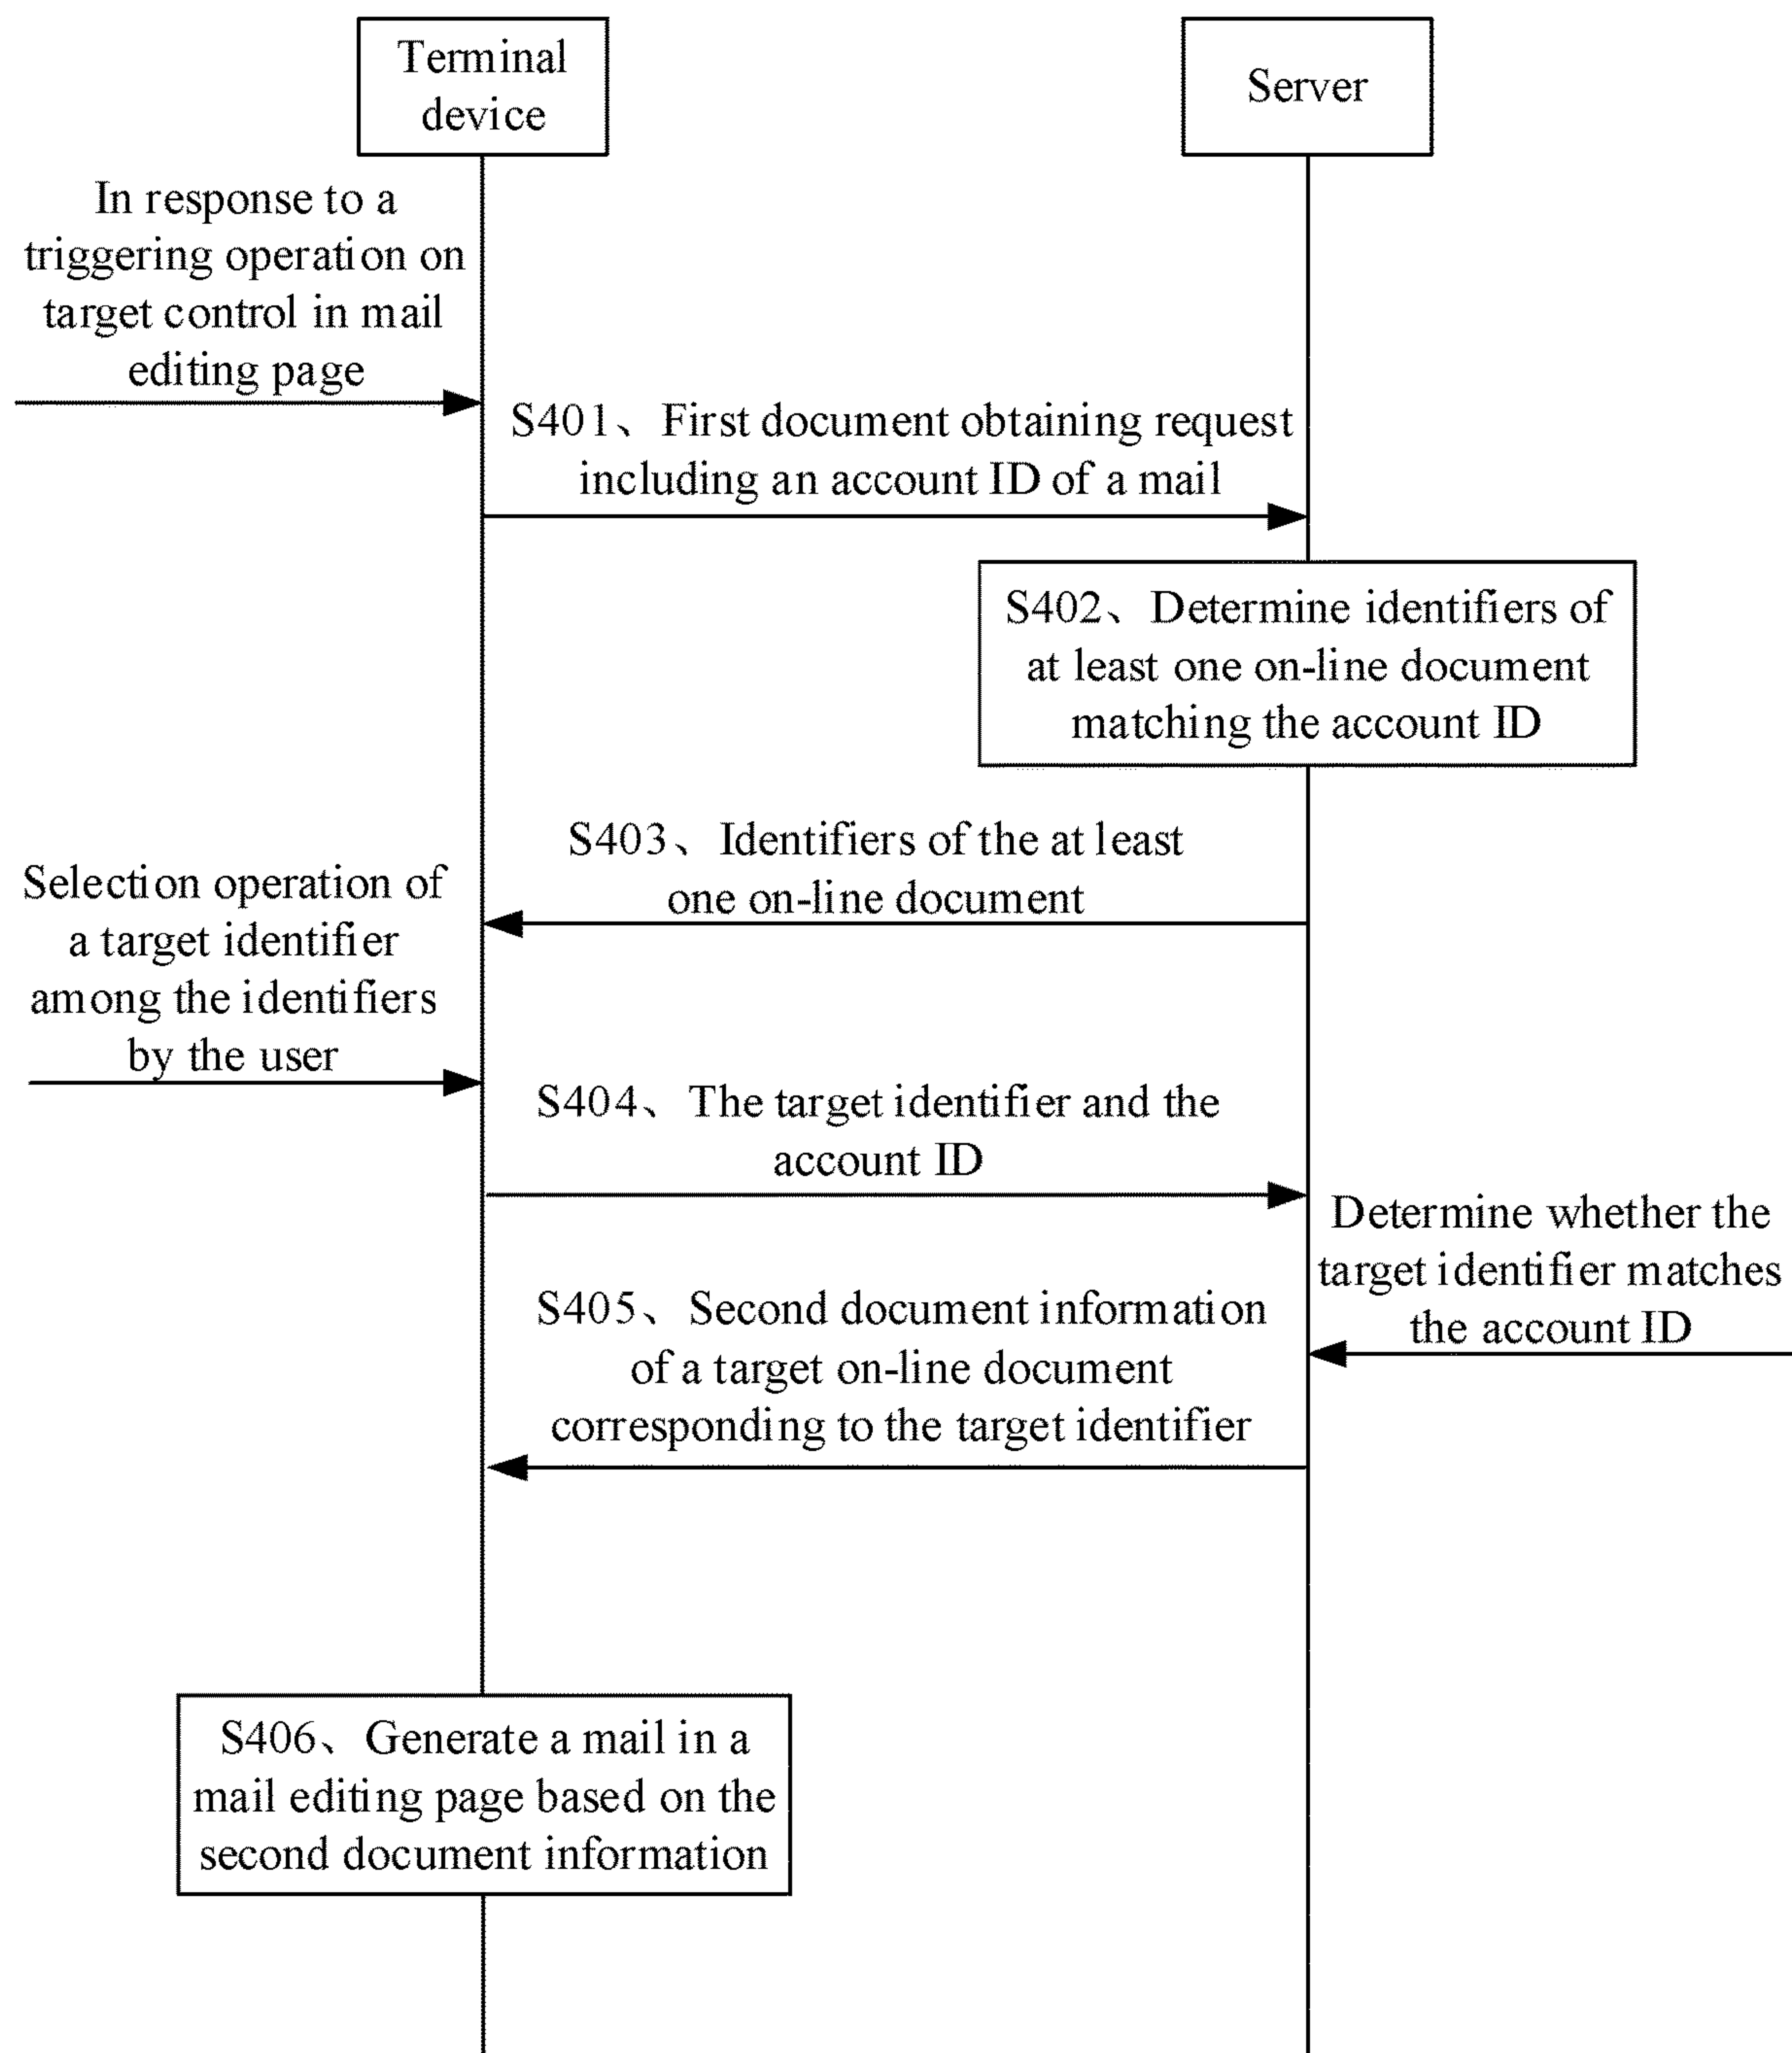 Terminal
device
Server
In response to a
triggering operation on
target control in mail
editing page
S401、First document obtaining request
including an account ID of a mail
S402、Determine identifiers of
at least one on-line document
matching the account ID
S403、Identifiers of the at least
one on-line document
Selection operation of
a target identifier
among the identifiers
by the user
S404、The target identifier and the
account ID
Determine whether the
target identifier matches
the account ID
S405、Second document information
of a target on-line document
corresponding to the target identifier
S406、Generate a mail in a
mail editing page based on the
second document information